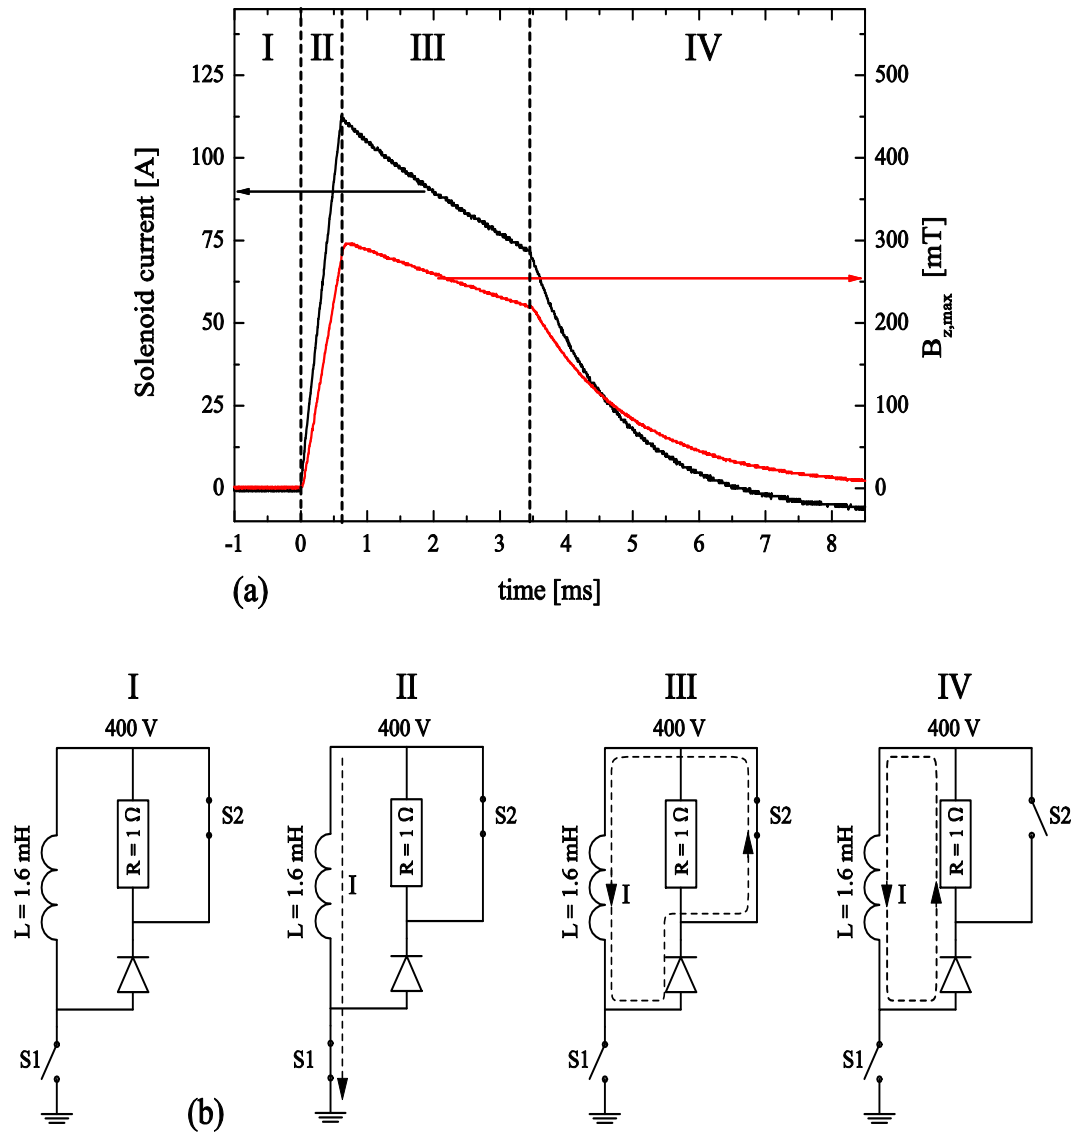 I II III IV
125 500
100 400
75 300
50 200
25 100
0 0
Solenoid current [A]
B_z,max [mT]
-1 0 1 2 3 4 5 6 7 8
(a) time [ms]
I II III IV
400 V 400 V 400 V 400 V
L = 1.6 mH R = 1 Ω S2
L = 1.6 mH I R = 1 Ω S2
L = 1.6 mH I R = 1 Ω S2
L = 1.6 mH I R = 1 Ω S2
S1 S1 S1 S1
(b)